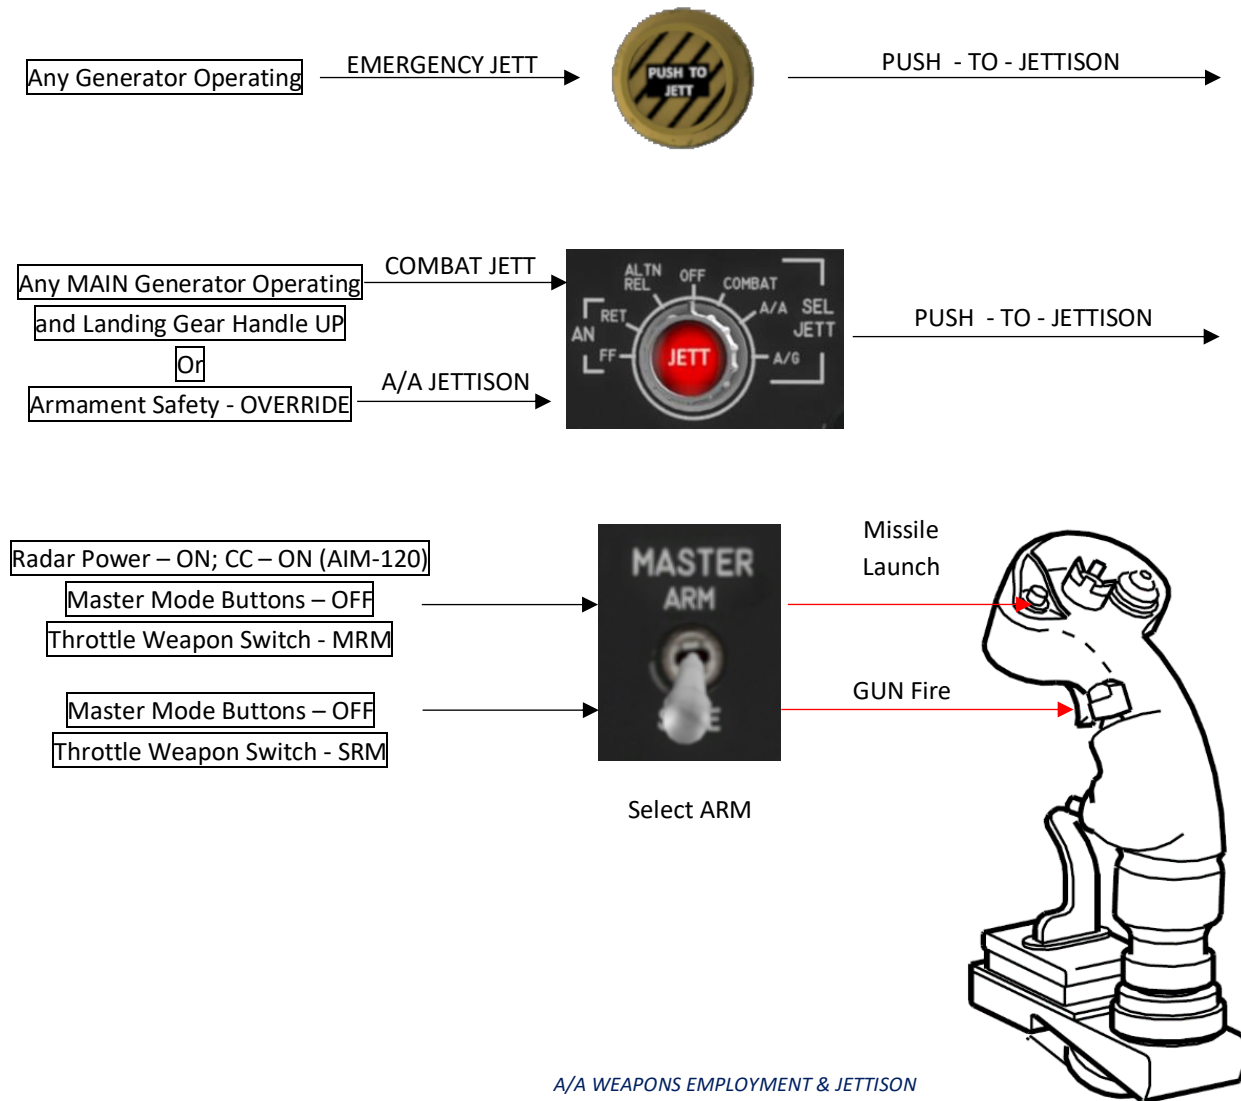 Any Generator Operating
EMERGENCY JETT
PUSH TO
JETT
PUSH - TO - JETTISON
Any MAIN Generator Operating
and Landing Gear Handle UP
Or
Armament Safety - OVERRIDE
COMBAT JETT
A/A JETTISON
ALTN
REL
OFF
COMBAT
RET
A/A
SEL
JETT
AN
FF
JETT
A/G
PUSH - TO - JETTISON
Radar Power – ON; CC – ON (AIM-120)
Master Mode Buttons – OFF
Throttle Weapon Switch - MRM
Master Mode Buttons – OFF
Throttle Weapon Switch - SRM
MASTER
ARM
Select ARM
Missile
Launch
GUN Fire
A/A WEAPONS EMPLOYMENT & JETTISON